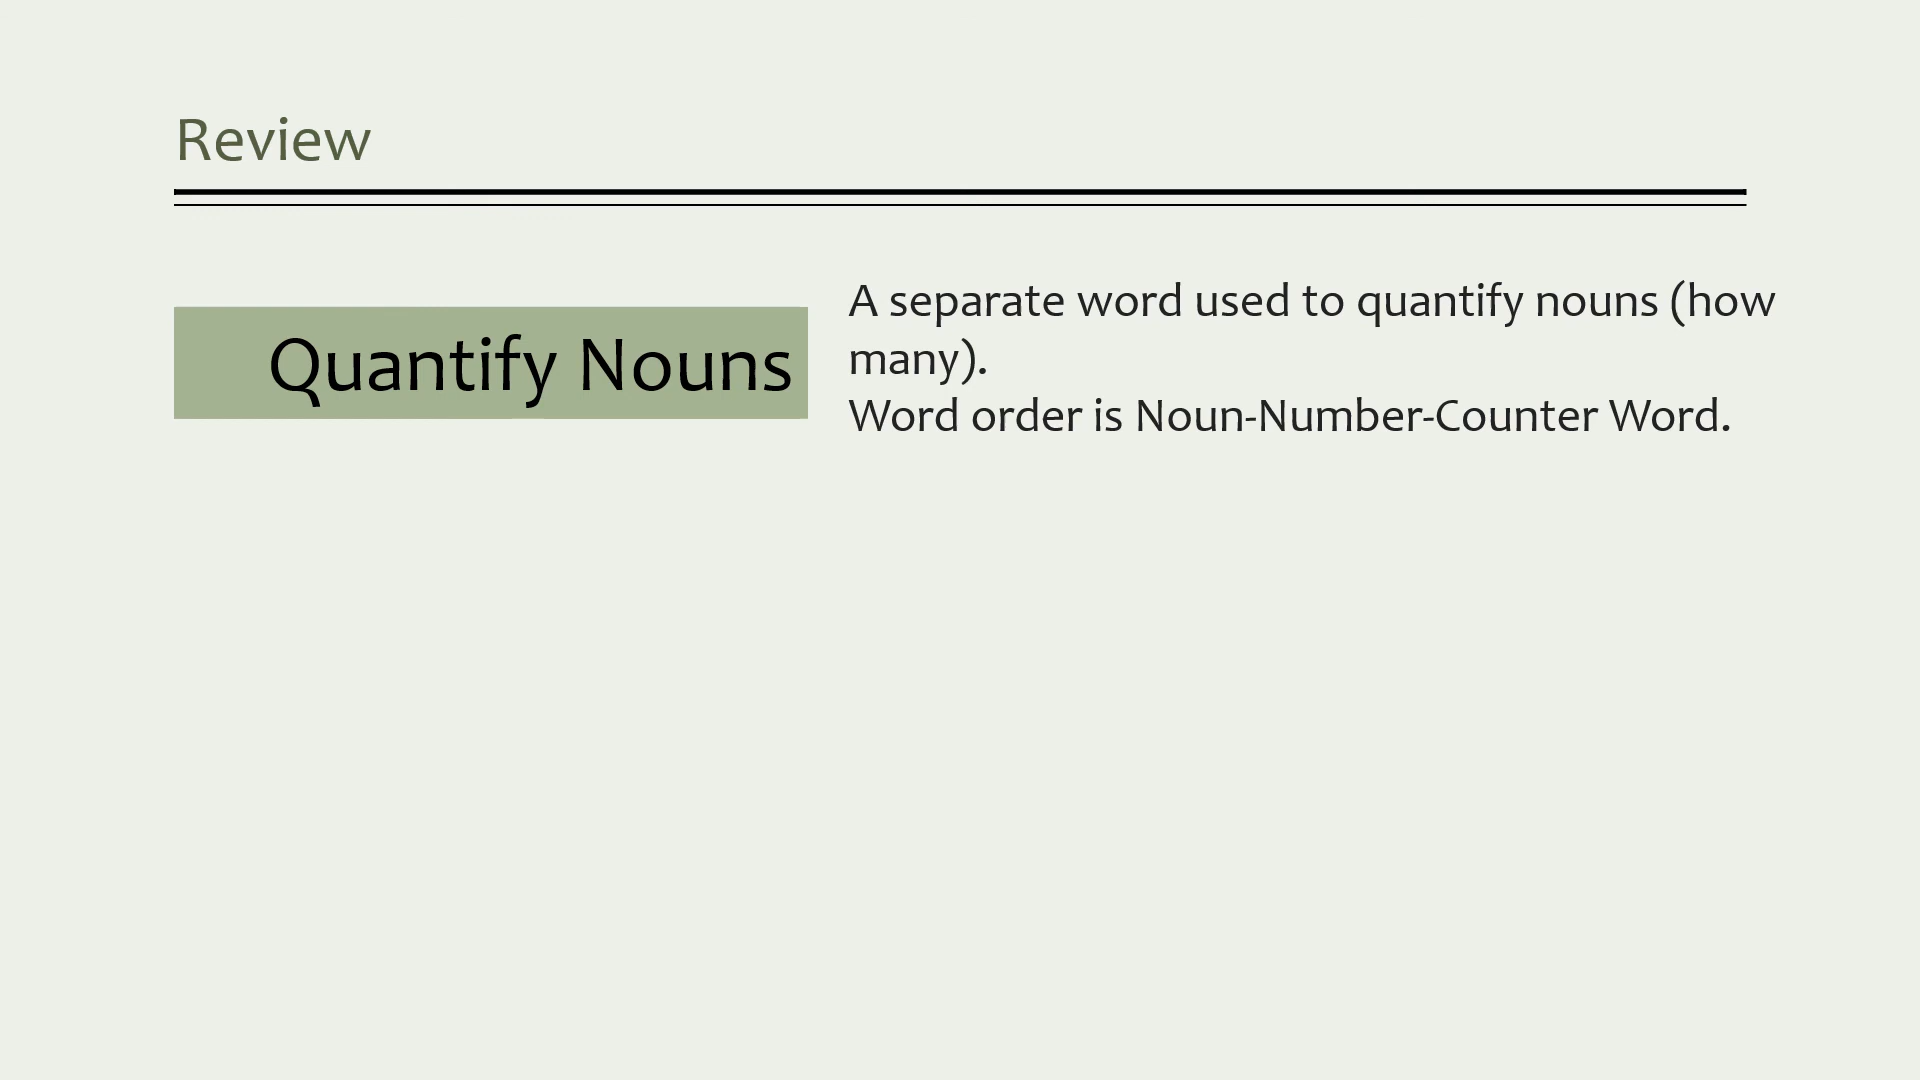 Review
Quantify Nouns
A separate word used to quantify nouns (how
many).
Word order is Noun-Number-Counter Word.